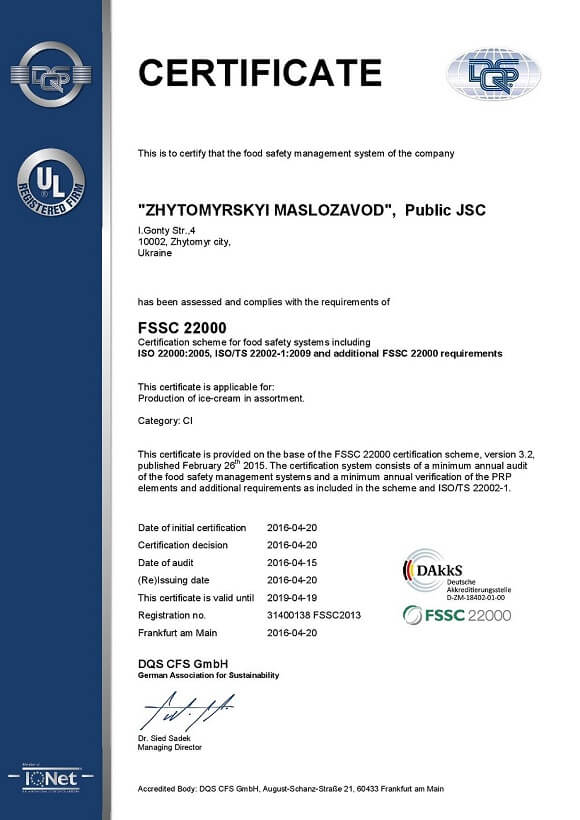 CERTIFICATE
DQS
DQS
UL
REGISTERED FIRM
This is to certify that the food safety management system of the company
"ZHYTOMYRSKYI MASLOZAVOD", Public JSC
I.Gonty Str.,4
10002, Zhytomyr city,
Ukraine
has been assessed and complies with the requirements of
FSSC 22000
Certification scheme for food safety systems including
ISO 22000:2005, ISO/TS 22002-1:2009 and additional FSSC 22000 requirements
This certificate is applicable for:
Production of ice-cream in assortment.
Category: CI
This certificate is provided on the base of the FSSC 22000 certification scheme, version 3.2,
published February 26th 2015. The certification system consists of a minimum annual audit
of the food safety management systems and a minimum annual verification of the PRP
elements and additional requirements as included in the scheme and ISO/TS 22002-1.
Date of initial certification 2016-04-20
Certification decision 2016-04-20
Date of audit 2016-04-15
(Re)Issuing date 2016-04-20
This certificate is valid until 2019-04-19
Registration no. 31400138 FSSC2013
Frankfurt am Main 2016-04-20
DAkkS
Deutsche
Akkreditierungsstelle
D-ZM-18402-01-00
FSSC 22000
DQS CFS GmbH
German Association for Sustainability
Dr. Sied Sadek
Managing Director
IQNet
Accredited Body: DQS CFS GmbH, August-Schanz-Straße 21, 60433 Frankfurt am Main